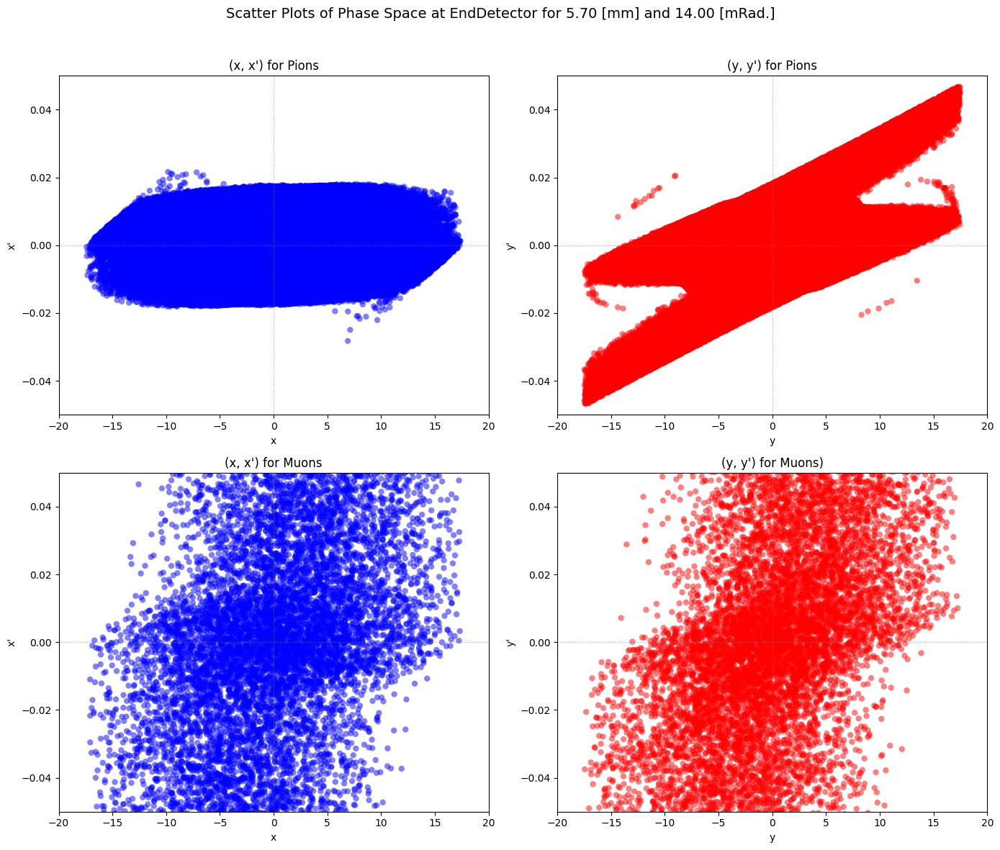 Scatter Plots of Phase Space at EndDetector for 5.70 [mm] and 14.00 [mRad.]
(x, x') for Pions
(y, y') for Pions
0.04
0.02
0.00
−0.02
−0.04
x'
−20 −15 −10 −5 0 5 10 15 20
x
0.04
0.02
0.00
−0.02
−0.04
y'
−20 −15 −10 −5 0 5 10 15 20
y
(x, x') for Muons
(y, y') for Muons)
0.04
0.02
0.00
−0.02
−0.04
x'
−20 −15 −10 −5 0 5 10 15 20
x
0.04
0.02
0.00
−0.02
−0.04
y'
−20 −15 −10 −5 0 5 10 15 20
y